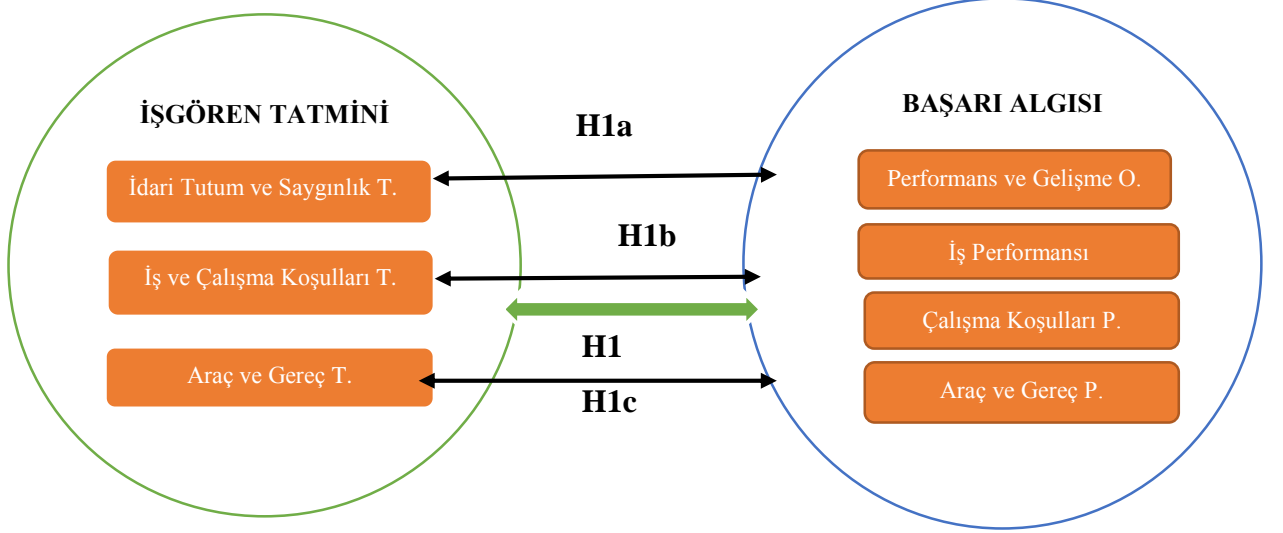 İŞGÖREN TATMİNİ
İdari Tutum ve Saygınlık T.
İş ve Çalışma Koşulları T.
Araç ve Gereç T.
H1a
H1b
H1
H1c
BAŞARI ALGISI
Performans ve Gelişme O.
İş Performansı
Çalışma Koşulları P.
Araç ve Gereç P.